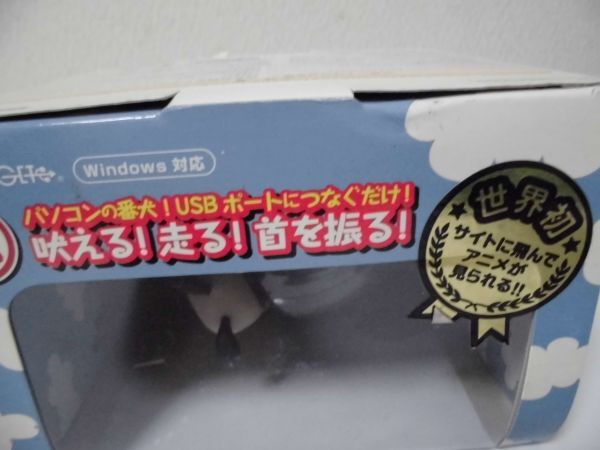 Windows 対応
パソコンの番犬！USBポートにつなぐだけ！
吠える！走る！首を振る！
世界初
サイトに飛んで
アニメが
見られる!!